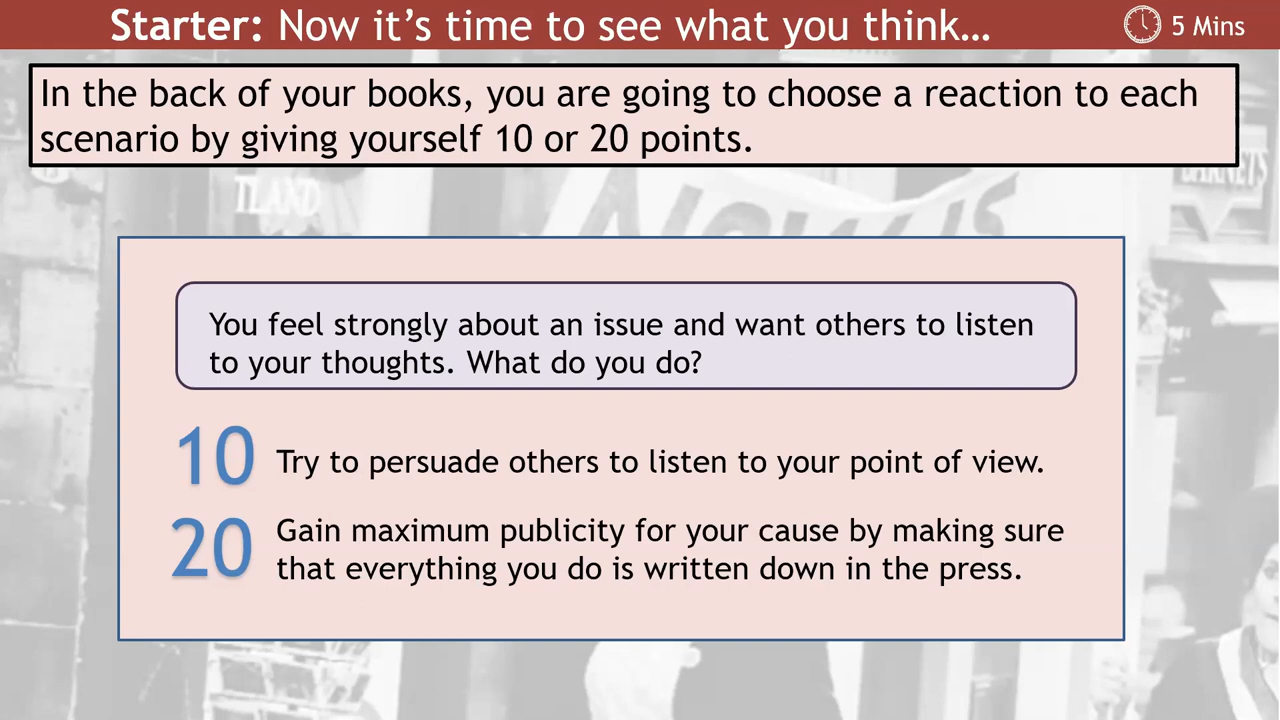 Starter: Now it’s time to see what you think…
5 Mins
In the back of your books, you are going to choose a reaction to each
scenario by giving yourself 10 or 20 points.
TLAND
You feel strongly about an issue and want others to listen
to your thoughts. What do you do?
10 Try to persuade others to listen to your point of view.
20 Gain maximum publicity for your cause by making sure
that everything you do is written down in the press.